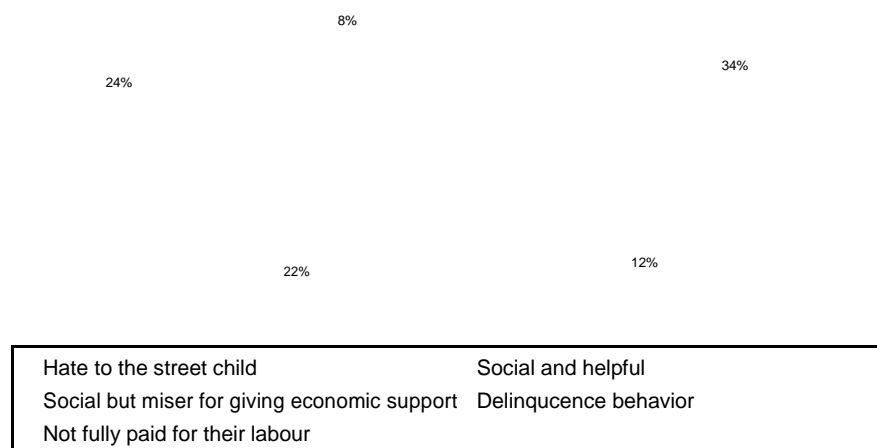 8%
34%
24%
12%
22%
Hate to the street child Social and helpful
Social but miser for giving economic support Delinqucence behavior
Not fully paid for their labour